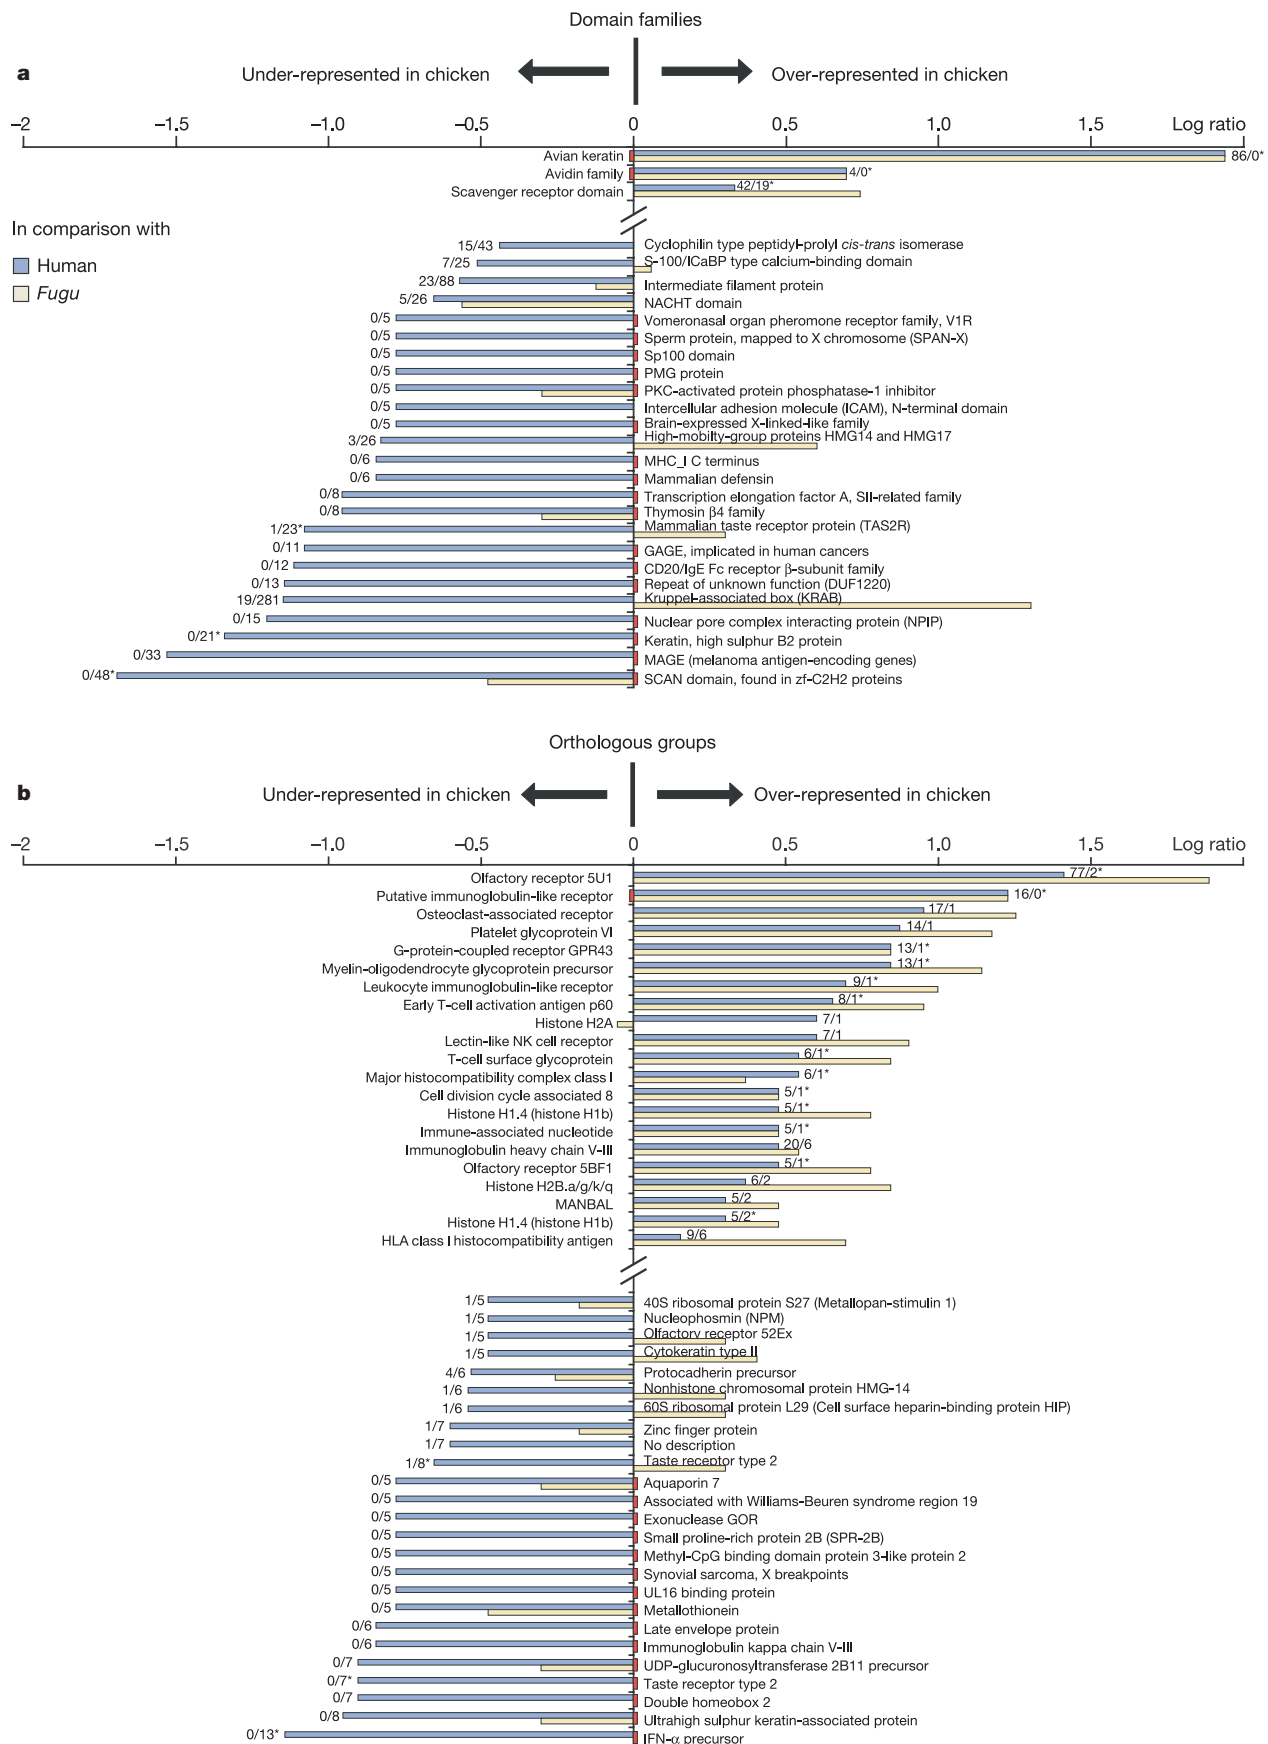 Domain families
a
Under-represented in chicken
Over-represented in chicken
–2 –1.5 –1.0 –0.5 0 0.5 1.0 1.5 Log ratio
Avian keratin 86/0*
Avidin family 4/0*
Scavenger receptor domain 42/19*
In comparison with
Human
Fugu
15/43 Cyclophilin type peptidyl-prolyl cis-trans isomerase
7/25 S-100/ICaBP type calcium-binding domain
23/88 Intermediate filament protein
5/26 NACHT domain
0/5 Vomeronasal organ pheromone receptor family, V1R
0/5 Sperm protein, mapped to X chromosome (SPAN-X)
0/5 Sp100 domain
0/5 PMG protein
0/5 PKC-activated protein phosphatase-1 inhibitor
0/5 Intercellular adhesion molecule (ICAM), N-terminal domain
0/5 Brain-expressed X-linked-like family
3/26 High-mobilty-group proteins HMG14 and HMG17
0/6 MHC_I C terminus
0/6 Mammalian defensin
0/8 Transcription elongation factor A, SII-related family
0/8 Thymosin β4 family
1/23* Mammalian taste receptor protein (TAS2R)
0/11 GAGE, implicated in human cancers
0/12 CD20/IgE Fc receptor β-subunit family
0/13 Repeat of unknown function (DUF1220)
19/281 Kruppel-associated box (KRAB)
0/15 Nuclear pore complex interacting protein (NPIP)
0/21* Keratin, high sulphur B2 protein
0/33 MAGE (melanoma antigen-encoding genes)
0/48* SCAN domain, found in zf-C2H2 proteins
Orthologous groups
b
Under-represented in chicken
Over-represented in chicken
–2 –1.5 –1.0 –0.5 0 0.5 1.0 1.5 Log ratio
Olfactory receptor 5U1 77/2*
Putative immunoglobulin-like receptor 16/0*
Osteoclast-associated receptor 17/1
Platelet glycoprotein VI 14/1
G-protein-coupled receptor GPR43 13/1*
Myelin-oligodendrocyte glycoprotein precursor 13/1*
Leukocyte immunoglobulin-like receptor 9/1*
Early T-cell activation antigen p60 8/1*
Histone H2A 7/1
Lectin-like NK cell receptor 7/1
T-cell surface glycoprotein 6/1*
Major histocompatibility complex class I 6/1*
Cell division cycle associated 8 5/1*
Histone H1.4 (histone H1b) 5/1*
Immune-associated nucleotide 5/1*
Immunoglobulin heavy chain V-III 20/6
Olfactory receptor 5BF1 5/1*
Histone H2B.a/g/k/q 6/2
MANBAL 5/2
Histone H1.4 (histone H1b) 5/2*
HLA class I histocompatibility antigen 9/6
1/5 40S ribosomal protein S27 (Metallopan-stimulin 1)
1/5 Nucleophosmin (NPM)
1/5 Olfactory receptor 52Ex
1/5 Cytokeratin type II
4/6 Protocadherin precursor
1/6 Nonhistone chromosomal protein HMG-14
1/6 60S ribosomal protein L29 (Cell surface heparin-binding protein HIP)
1/7 Zinc finger protein
1/7 No description
1/8* Taste receptor type 2
0/5 Aquaporin 7
0/5 Associated with Williams-Beuren syndrome region 19
0/5 Exonuclease GOR
0/5 Small proline-rich protein 2B (SPR-2B)
0/5 Methyl-CpG binding domain protein 3-like protein 2
0/5 Synovial sarcoma, X breakpoints
0/5 UL16 binding protein
0/5 Metallothionein
0/6 Late envelope protein
0/6 Immunoglobulin kappa chain V-III
0/7 UDP-glucuronosyltransferase 2B11 precursor
0/7* Taste receptor type 2
0/7 Double homeobox 2
0/8 Ultrahigh sulphur keratin-associated protein
0/13* IFN-α precursor